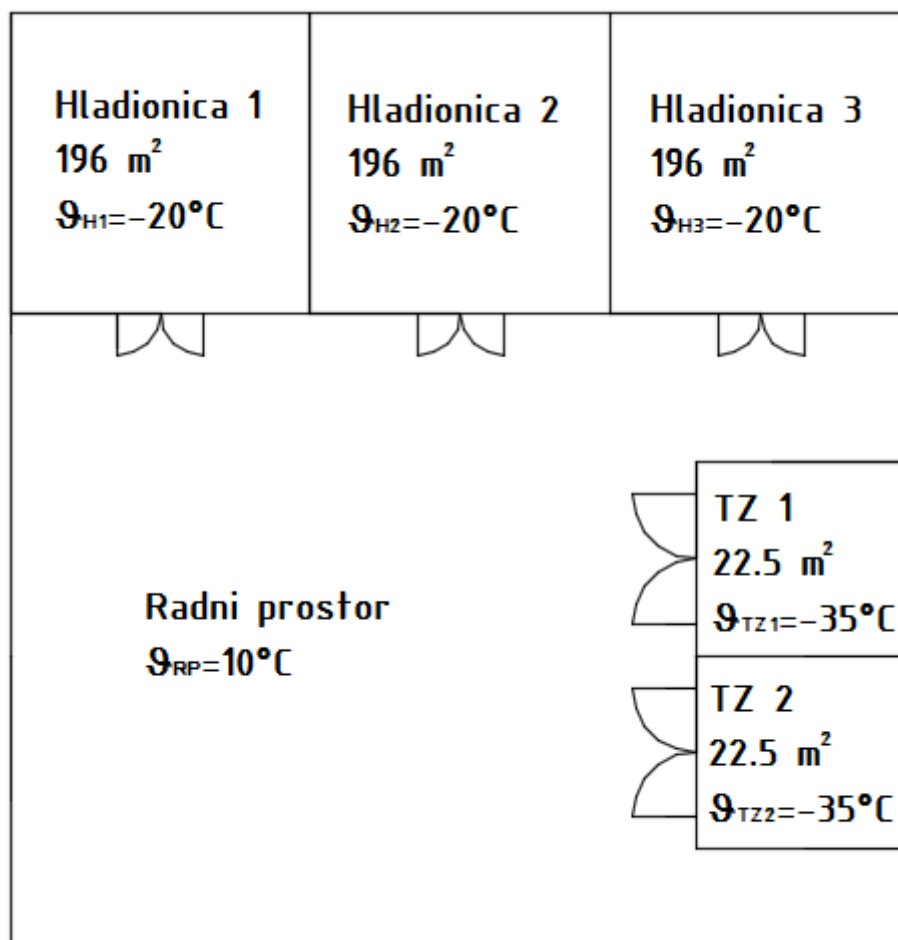 Hladionica 1
196 m²
ϑH1=-20°C
Hladionica 2
196 m²
ϑH2=-20°C
Hladionica 3
196 m²
ϑH3=-20°C
TZ 1
22.5 m²
ϑTZ1=-35°C
Radni prostor
ϑRP=10°C
TZ 2
22.5 m²
ϑTZ2=-35°C